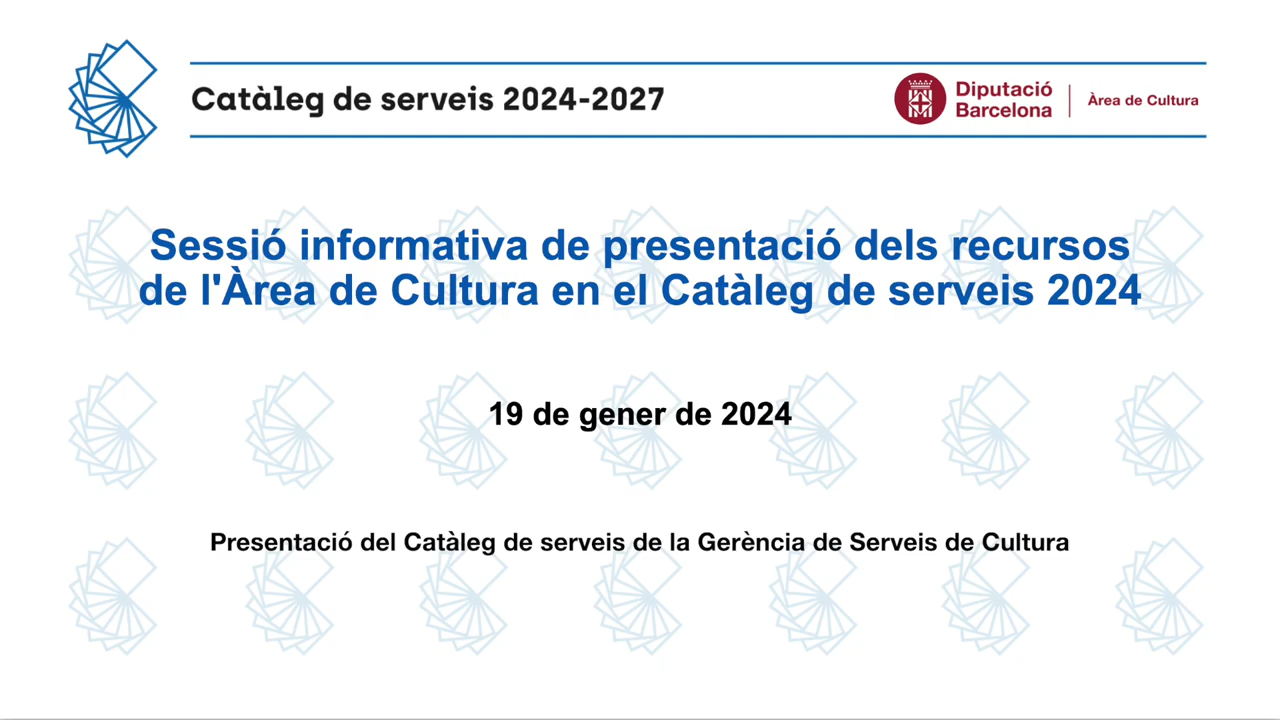 Catàleg de serveis 2024-2027
Diputació
Barcelona
Àrea de Cultura
Sessió informativa de presentació dels recursos
de l'Àrea de Cultura en el Catàleg de serveis 2024
19 de gener de 2024
Presentació del Catàleg de serveis de la Gerència de Serveis de Cultura